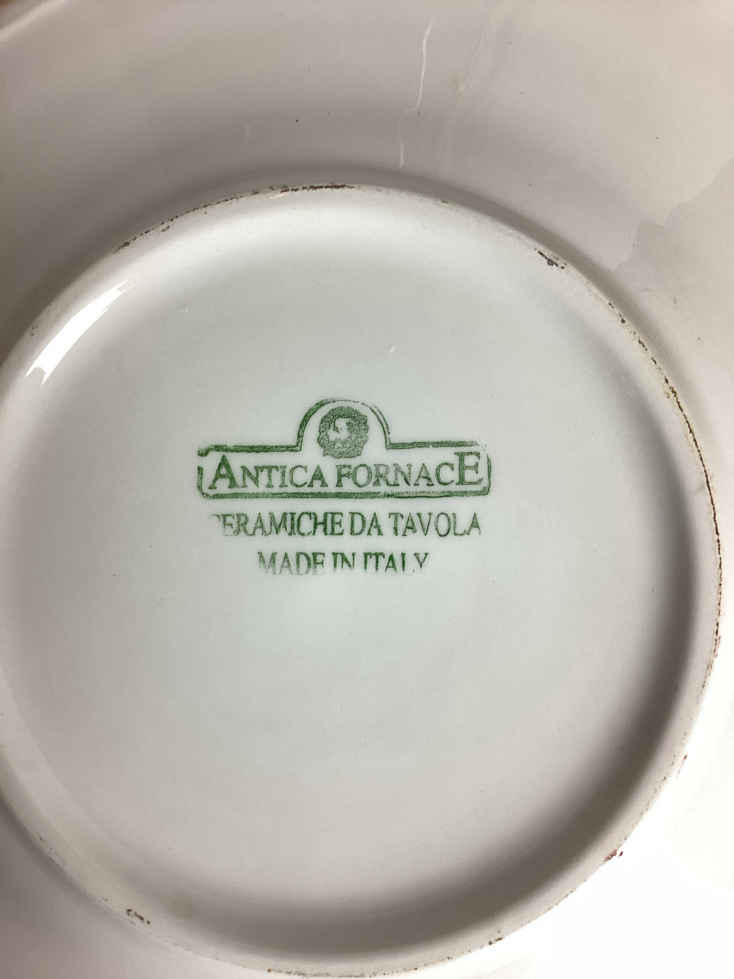 ANTICA FORNACE
CERAMICHE DA TAVOLA
MADE IN ITALY